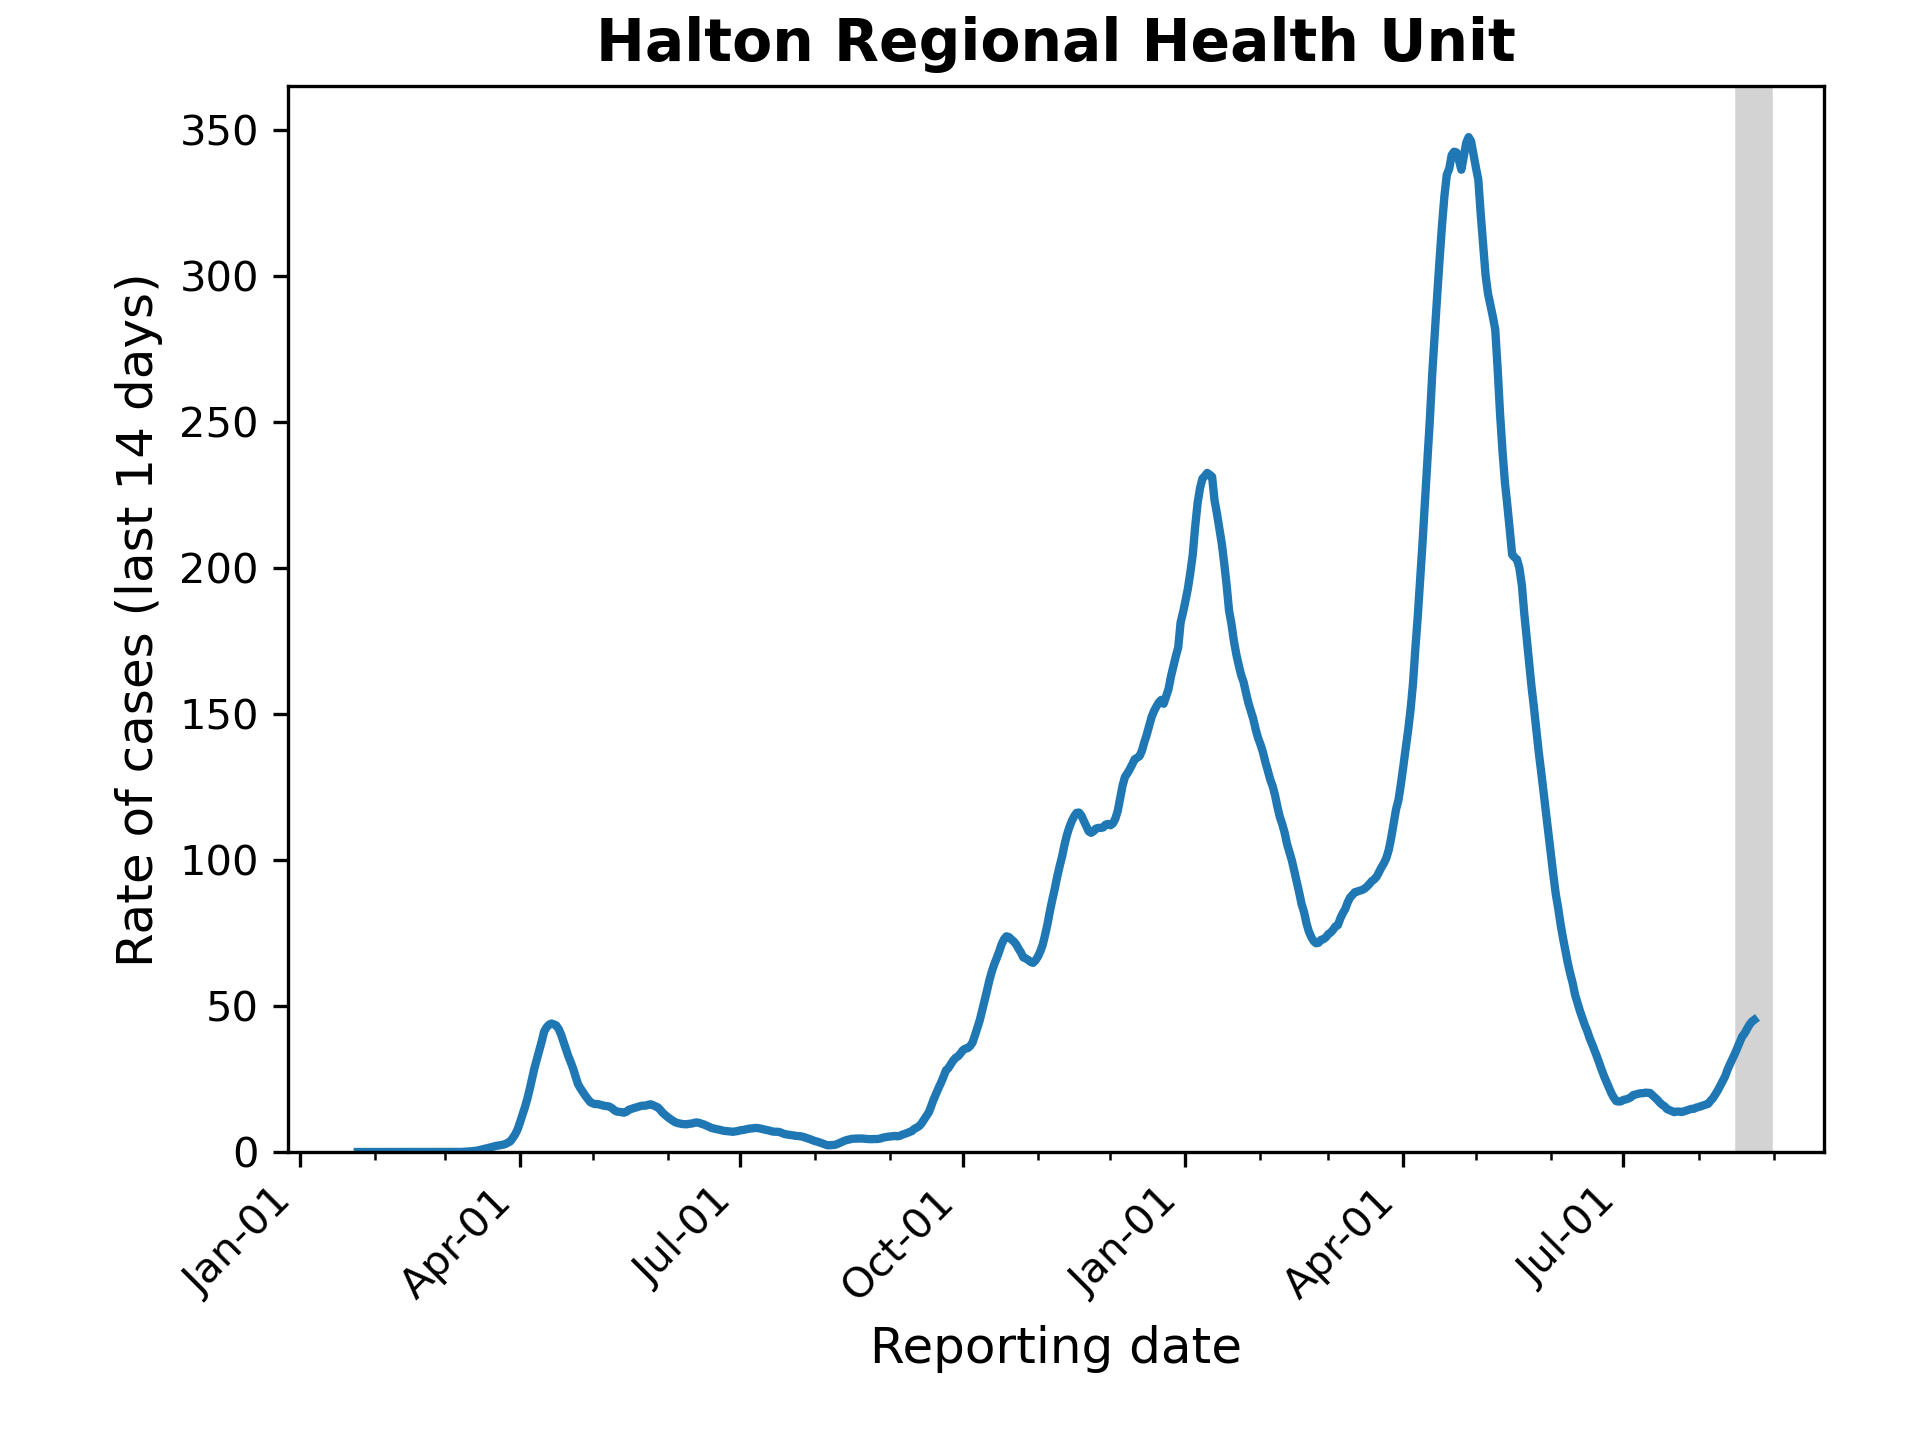 Halton Regional Health Unit
Rate of cases (last 14 days)
350
300
250
200
150
100
50
0
Jan-01
Apr-01
Jul-01
Oct-01
Jan-01
Apr-01
Jul-01
Reporting date